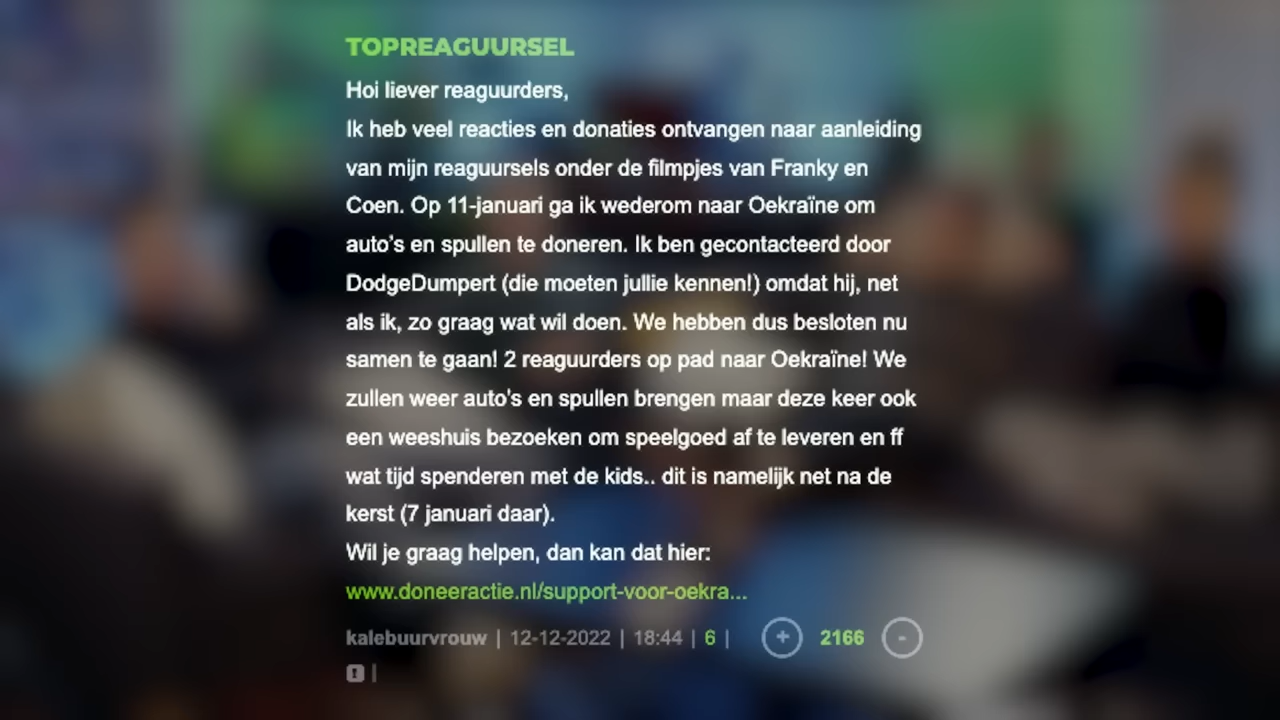 TOPREAGUURSEL
Hoi liever reaguurders,
Ik heb veel reacties en donaties ontvangen naar aanleiding
van mijn reaguursels onder de filmpjes van Franky en
Coen. Op 11-januari ga ik wederom naar Oekraïne om
auto's en spullen te doneren. Ik ben gecontacteerd door
DodgeDumpert (die moeten jullie kennen!) omdat hij, net
als ik, zo graag wat wil doen. We hebben dus besloten nu
samen te gaan! 2 reaguurders op pad naar Oekraïne! We
zullen weer auto's en spullen brengen maar deze keer ook
een weeshuis bezoeken om speelgoed af te leveren en ff
wat tijd spenderen met de kids.. dit is namelijk net na de
kerst (7 januari daar).
Wil je graag helpen, dan kan dat hier:
www.doneeractie.nl/support-voor-oekra...
kalebuurvrouw | 12-12-2022 | 18:44 | 6 | + 2166 -
! |